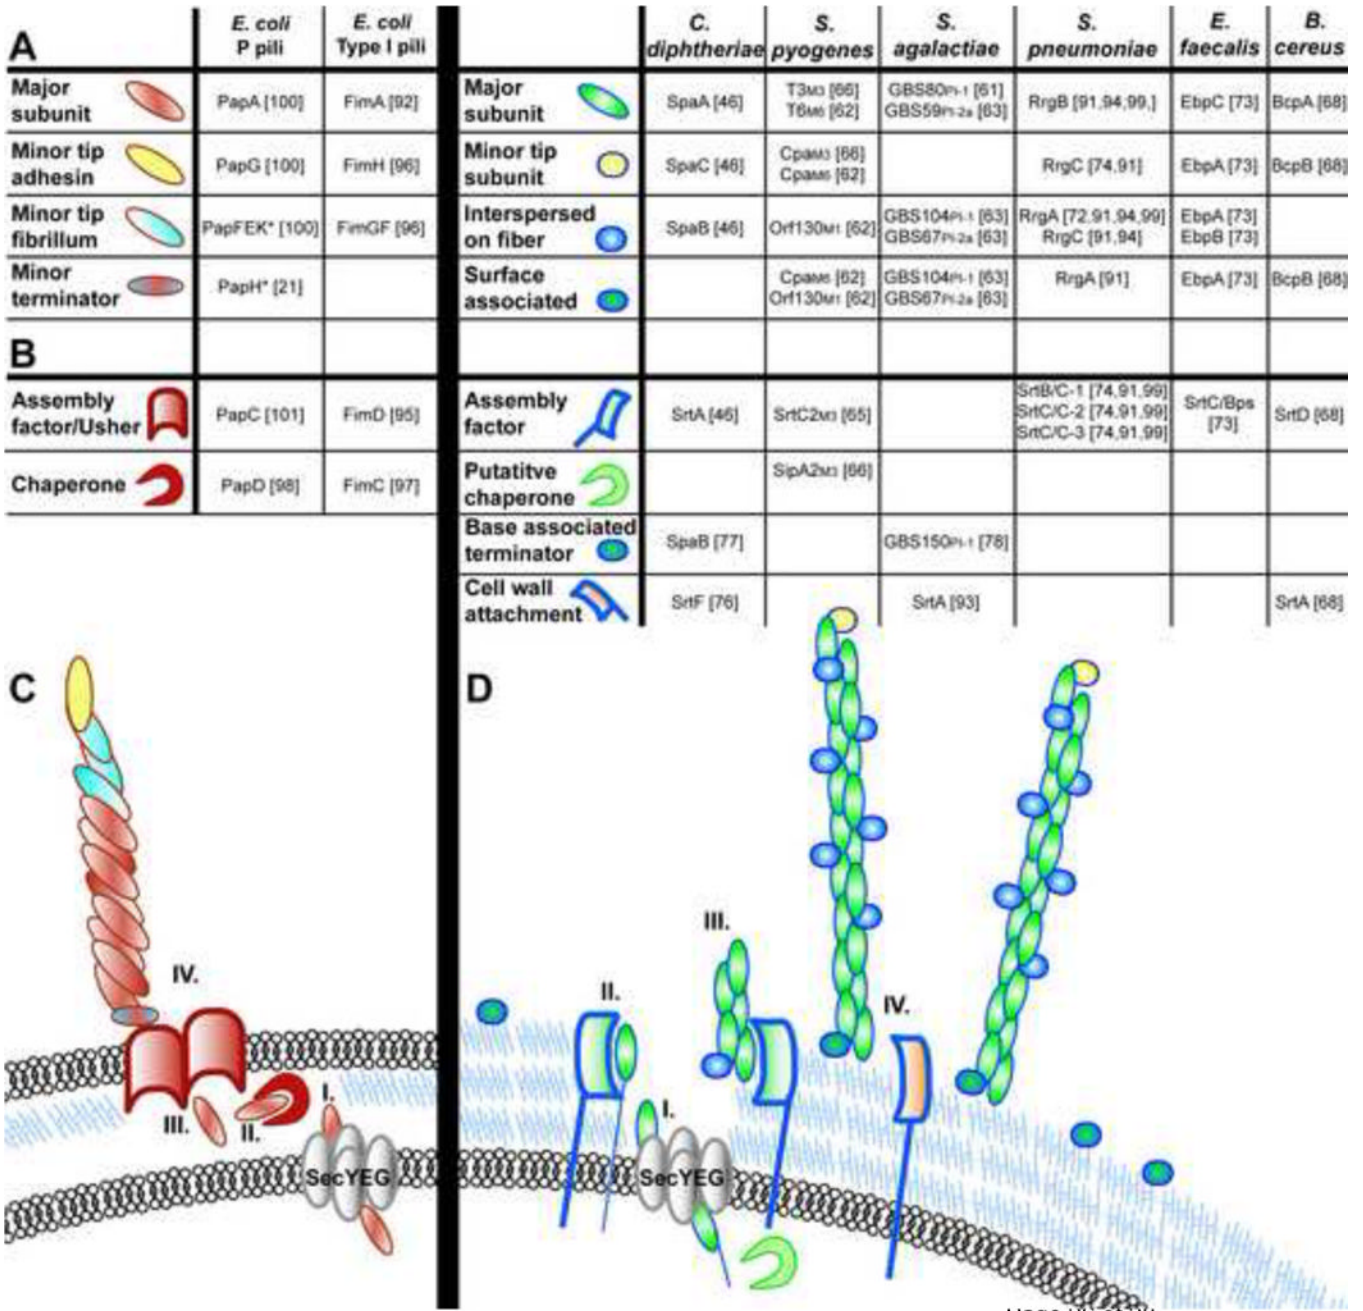 A
E. coli
P pili
E. coli
Type I pili
C.
diphtheriae
S.
pyogenes
S.
agalactiae
S.
pneumoniae
E.
faecalis
B.
cereus
Major
subunit
PapA [100]
FimA [92]
Major
subunit
SpaA [46]
T3M3 [66]
T6M6 [62]
GBS80PI-1 [61]
GBS59PI-2a [63]
RrgB [91,94,99,]
EbpC [73]
BcpA [68]
Minor tip
adhesin
PapG [100]
FimH [96]
Minor tip
subunit
SpaC [46]
CpaM3 [66]
CpaM6 [62]
RrgC [74,91]
EbpA [73]
BcpB [68]
Minor tip
fibrillum
PapFEK* [100]
FimGF [96]
Interspersed
on fiber
SpaB [46]
Orf130M1 [62]
GBS104PI-1 [63]
GBS67PI-2a [63]
RrgA [72,91,94,99]
RrgC [91,94]
EbpA [73]
EbpB [73]
Minor
terminator
PapH* [21]
Surface
associated
CpaM6 [62]
Orf130M1 [62]
GBS104PI-1 [63]
GBS67PI-2a [63]
RrgA [91]
EbpA [73]
BcpB [68]
B
Assembly
factor/Usher
PapC [101]
FimD [95]
Assembly
factor
SrtA [46]
SrtC2M3 [65]
SrtB/C-1 [74,91,99]
SrtC/C-2 [74,91,99]
SrtC/C-3 [74,91,99]
SrtC/Bps
[73]
SrtD [68]
Chaperone
PapD [98]
FimC [97]
Putatitve
chaperone
SipA2M3 [66]
Base associated
terminator
SpaB [77]
GBS150PI-1 [78]
Cell wall
attachment
SrtF [76]
SrtA [93]
SrtA [68]
C
D
IV.
III.
II.
I.
SecYEG
III.
II.
IV.
I.
SecYEG